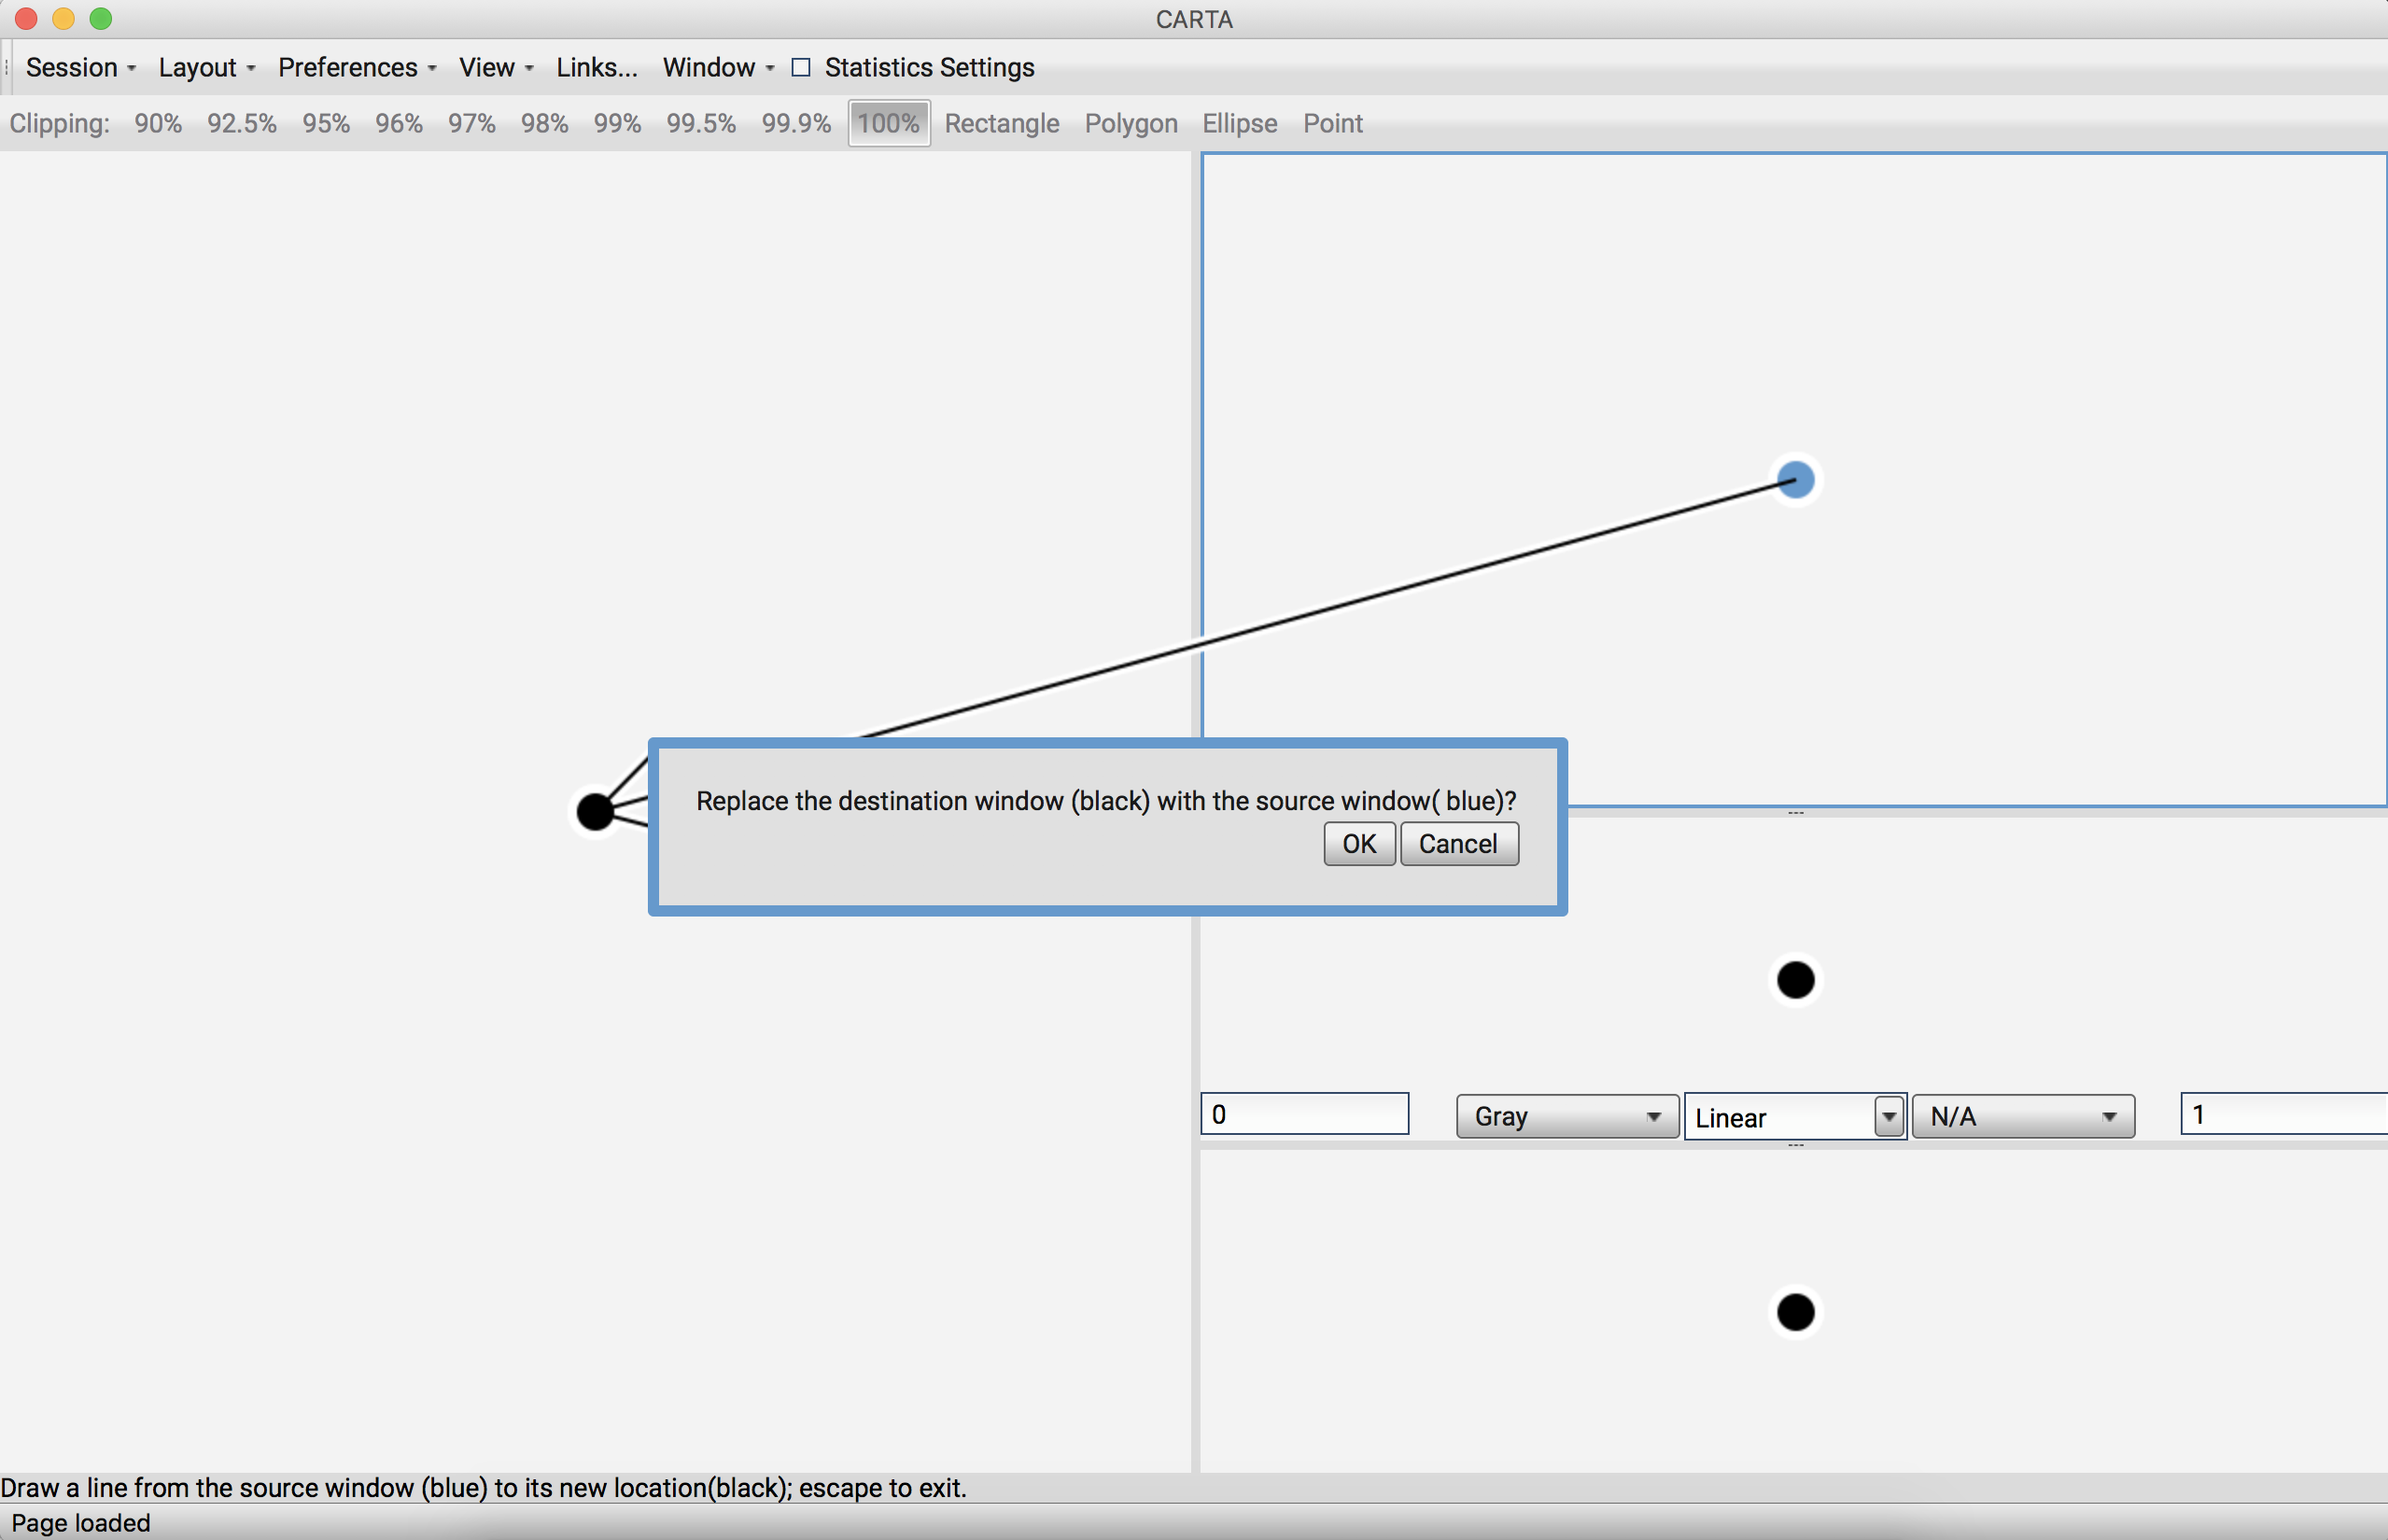 CARTA
Session Layout Preferences View Links... Window Statistics Settings
Clipping: 90% 92.5% 95% 96% 97% 98% 99% 99.5% 99.9% 100% Rectangle Polygon Ellipse Point
Replace the destination window (black) with the source window( blue)?
OK Cancel
0 Gray Linear N/A 1
Draw a line from the source window (blue) to its new location(black); escape to exit.
Page loaded